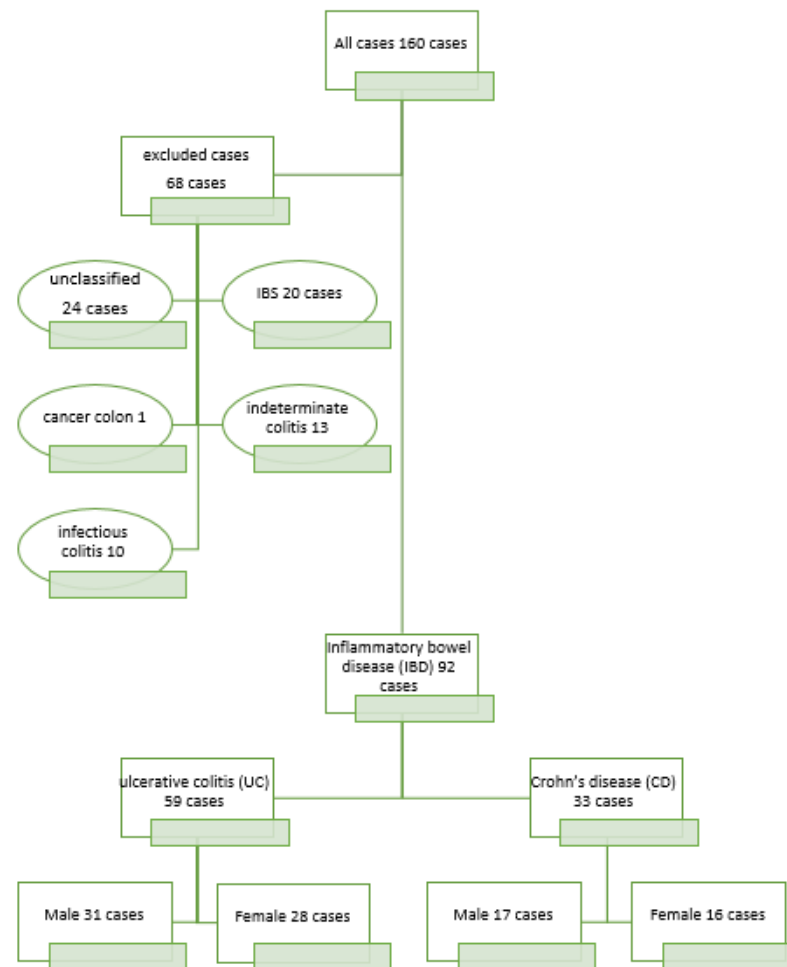 All cases 160 cases
excluded cases
68 cases
unclassified
24 cases
IBS 20 cases
cancer colon 1
indeterminate
colitis 13
infectious
colitis 10
Inflammatory bowel
disease (IBD) 92
cases
ulcerative colitis (UC)
59 cases
Crohn's disease (CD)
33 cases
Male 31 cases
Female 28 cases
Male 17 cases
Female 16 cases